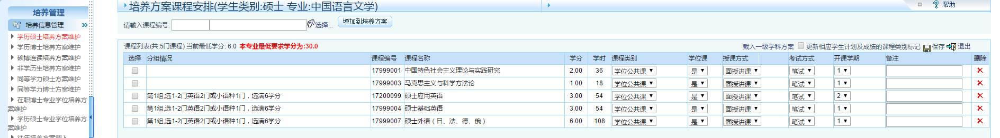 培养管理
培养信息管理 »
学历硕士培养方案维护
学历博士培养方案维护
硕博连读培养方案维护
非学历生培养方案维护
同等学力硕士方案维护
同等学力博士方案维护
在职博士专业学位培养方
案维护
学历硕士专业学位培养方
案维护
往年培养方案调入
培养方案课程安排(学生类别:硕士 专业:中国语言文学)
帮助
请输入课程编号: 选择... 增加到培养方案
课程列表(共:5门课程) 当前最低学分: 6.0 本专业最低要求学分为:30.0 载入一级学科方案 更新相应学生计划及成绩的课程类别标记 保存 退出
选择 分组情况 课程编号 课程名称 学分 学时 课程类别 学位课 授课方式 考试方式 开课学期 备注 删除
17999001 中国特色社会主义理论与实践研究 2.00 36 学位公共课 是 面授讲课 笔试 1
17999003 马克思主义与科学方法论 1.00 18 学位公共课 是 面授讲课 笔试 1
第1组,选1-2门英语2门或小语种1门，选满6学分 17200099 硕士应用英语 3.00 54 学位公共课 是 面授讲课 笔试 2
第1组,选1-2门英语2门或小语种1门，选满6学分 17999004 硕士基础英语 3.00 54 学位公共课 是 面授讲课 笔试 1
第1组,选1-2门英语2门或小语种1门，选满6学分 17999007 硕士外语（日、法、德、俄） 6.00 108 学位公共课 是 面授讲课 笔试 1